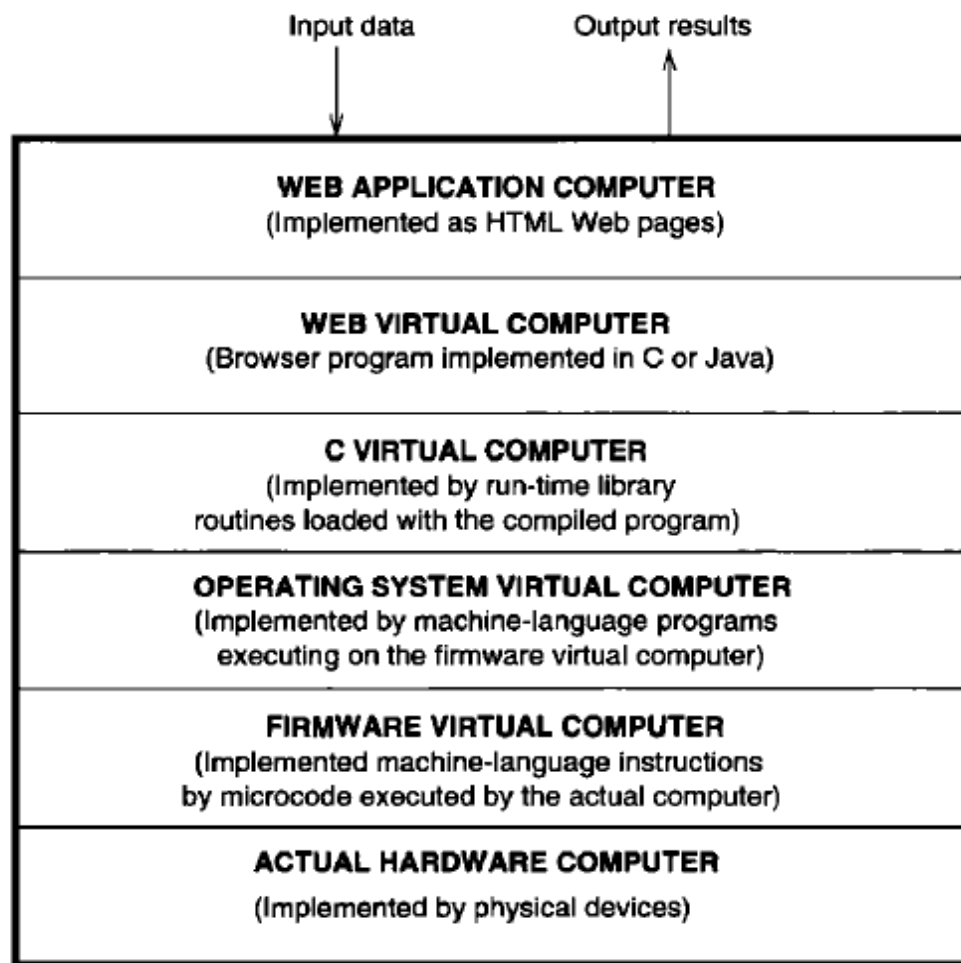 Input data
Output results
WEB APPLICATION COMPUTER
(Implemented as HTML Web pages)
WEB VIRTUAL COMPUTER
(Browser program implemented in C or Java)
C VIRTUAL COMPUTER
(Implemented by run-time library
routines loaded with the compiled program)
OPERATING SYSTEM VIRTUAL COMPUTER
(Implemented by machine-language programs
executing on the firmware virtual computer)
FIRMWARE VIRTUAL COMPUTER
(Implemented machine-language instructions
by microcode executed by the actual computer)
ACTUAL HARDWARE COMPUTER
(Implemented by physical devices)